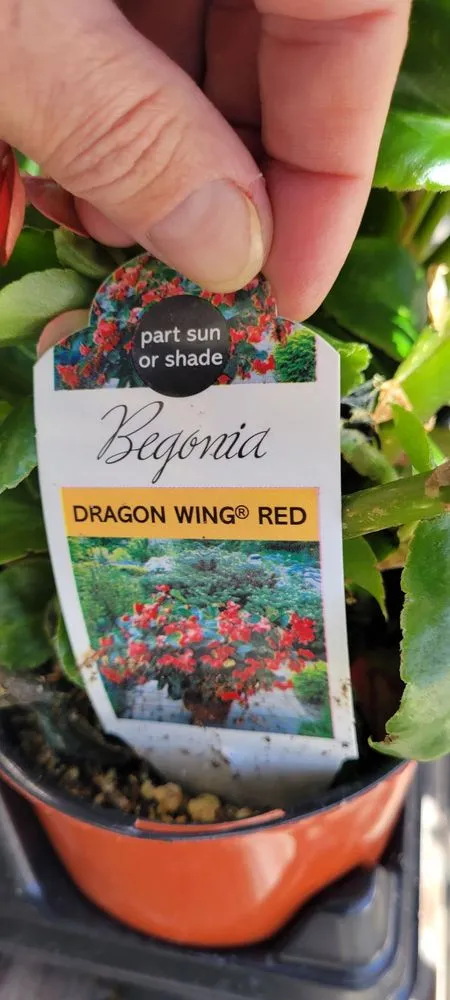 part sun
or shade
Begonia
DRAGON WING® RED